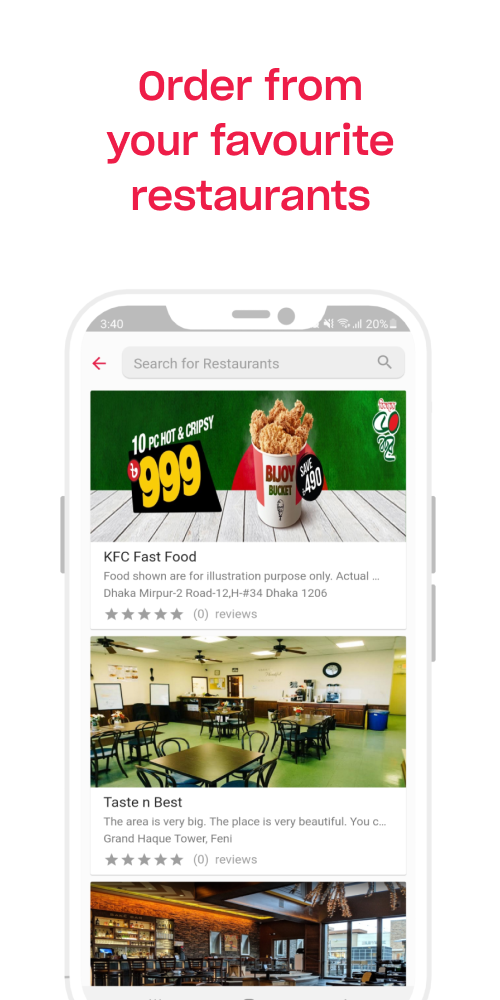 Order from
your favourite
restaurants
3:40
20%
Search for Restaurants
10 PC HOT & CRIPSY
৳999
BIJOY
BUCKET
SAVE
৳490
KFC Fast Food
Food shown are for illustration purpose only. Actual ...
Dhaka Mirpur-2 Road-12,H-#34 Dhaka 1206
(0) reviews
Taste n Best
The area is very big. The place is very beautiful. You c...
Grand Haque Tower, Feni
(0) reviews